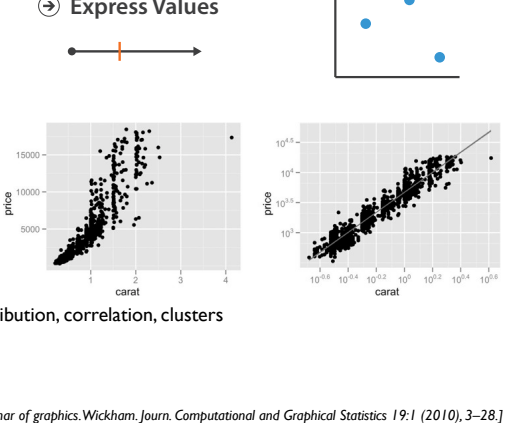 → Express Values
15000
10000
5000
price
1 2 3 4
carat
10^4.5
10^4
10^3.5
10^3
price
10^-0.6 10^-0.4 10^-0.2 10^0 10^0.2 10^0.4 10^0.6
carat
ibution, correlation, clusters
mar of graphics. Wickham. Journ. Computational and Graphical Statistics 19:1 (2010), 3–28.]